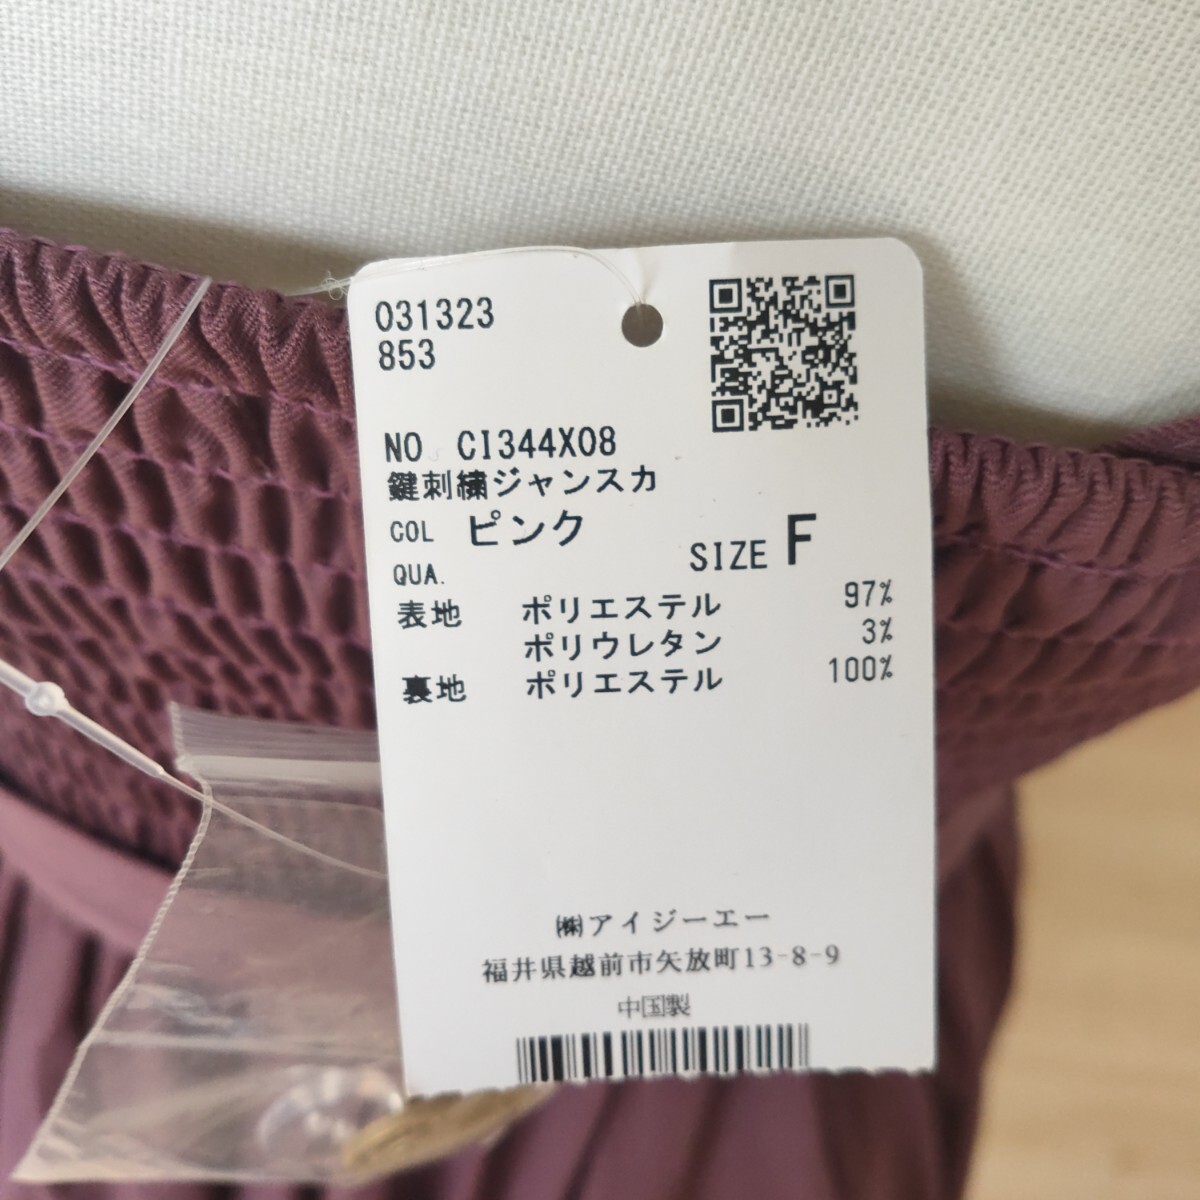 031323
853
NO. CI344X08
鍵刺繍ジャンスカ
COL ピンク SIZE F
QUA.
表地 ポリエステル 97%
ポリウレタン 3%
裏地 ポリエステル 100%
㈱アイジーエー
福井県越前市矢放町13-8-9
中国製